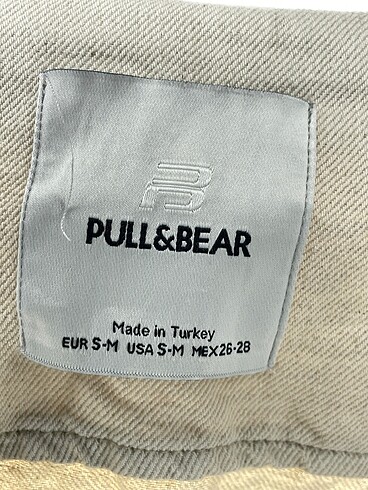 PULL&BEAR
Made in Turkey
EUR S-M USA S-M MEX 26-28